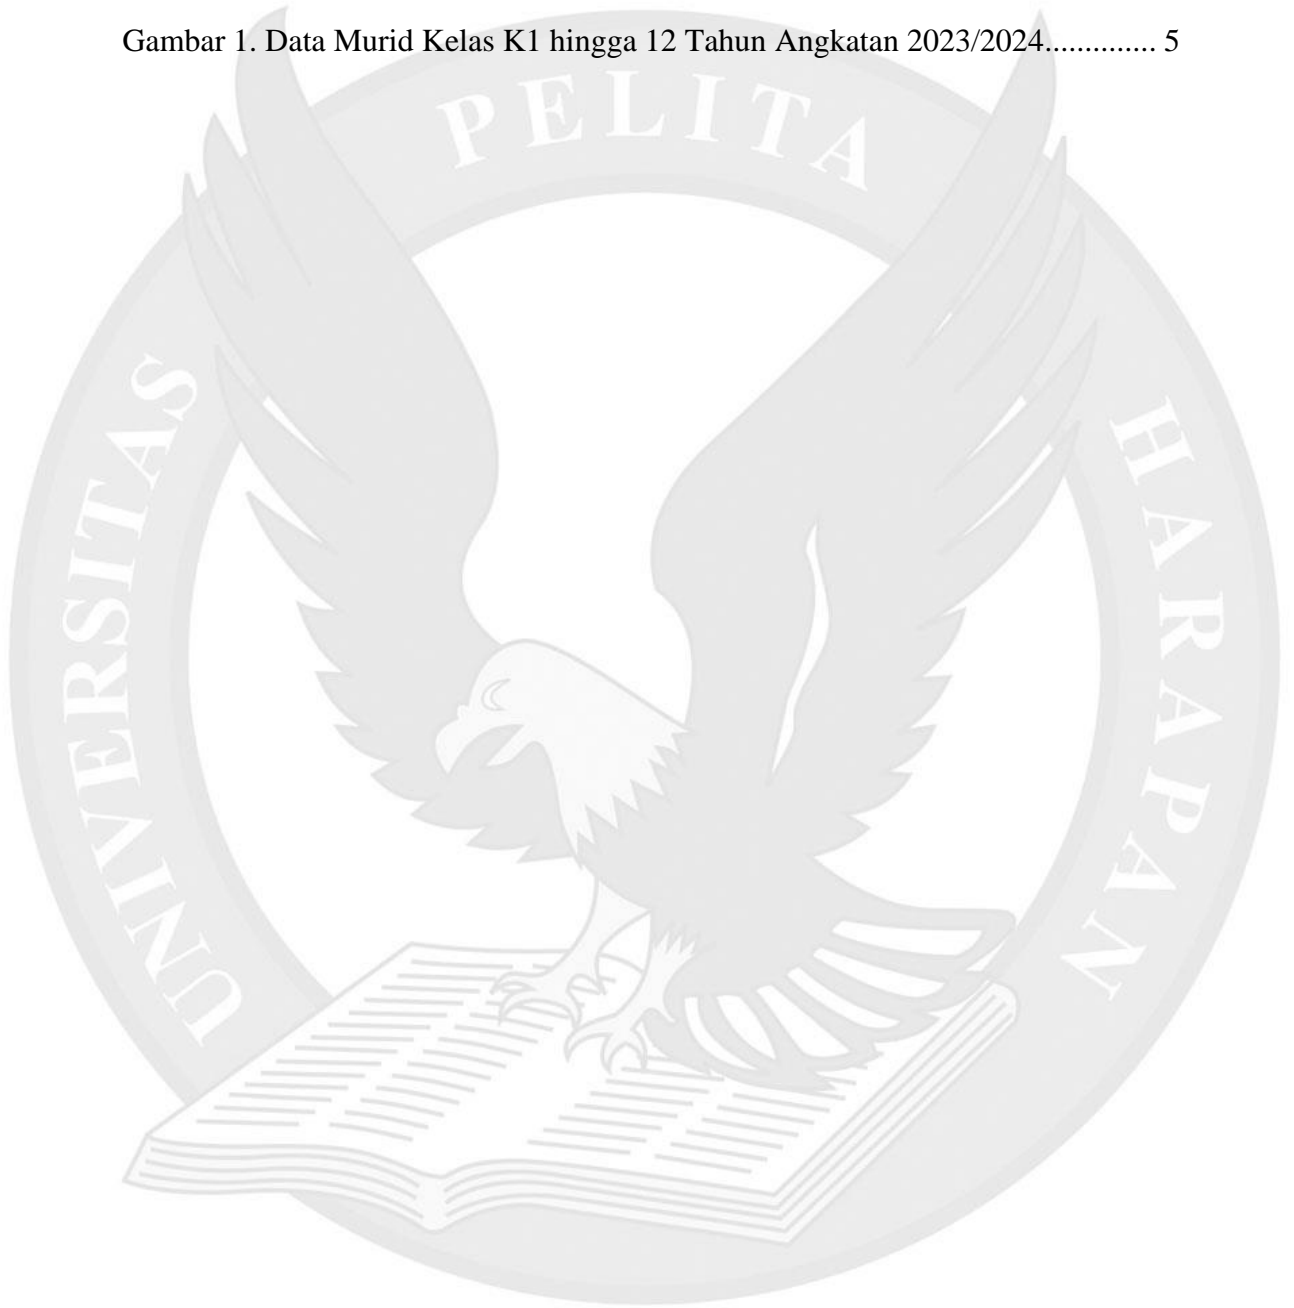 Gambar 1. Data Murid Kelas K1 hingga 12 Tahun Angkatan 2023/2024............. 5
UNIVERSITAS PELITA HARAPAN